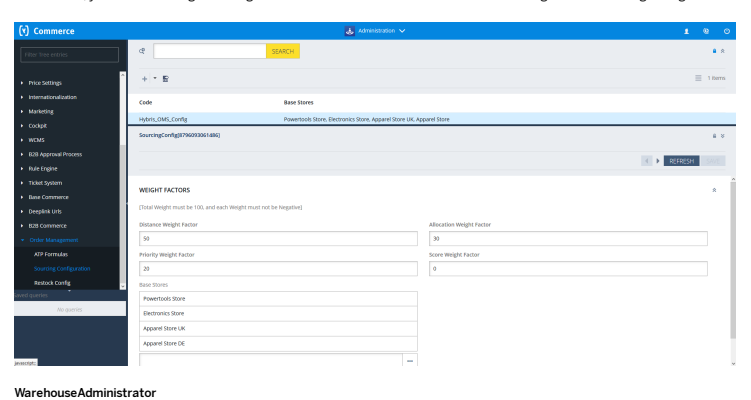 (y) Commerce
Administration
Filter Tree entries
SEARCH
Price Settings
Internationalization
Marketing
Cockpit
WCMS
B2B Approval Process
Rule Engine
Ticket System
Base Commerce
Deeplink Urls
B2B Commerce
Order Management
ATP Formulas
Sourcing Configuration
Restock Config
saved queries
No queries
javascript:;
1 items
Code Base Stores
Hybris_OMS_Config Powertools Store, Electronics Store, Apparel Store UK, Apparel Store
SourcingConfig[8796093061486]
REFRESH
WEIGHT FACTORS
[Total Weight must be 100, and each Weight must not be Negative]
Distance Weight Factor Allocation Weight Factor
50 30
Priority Weight Factor Score Weight Factor
20 0
Base Stores
Powertools Store
Electronics Store
Apparel Store UK
Apparel Store DE
WarehouseAdministrator